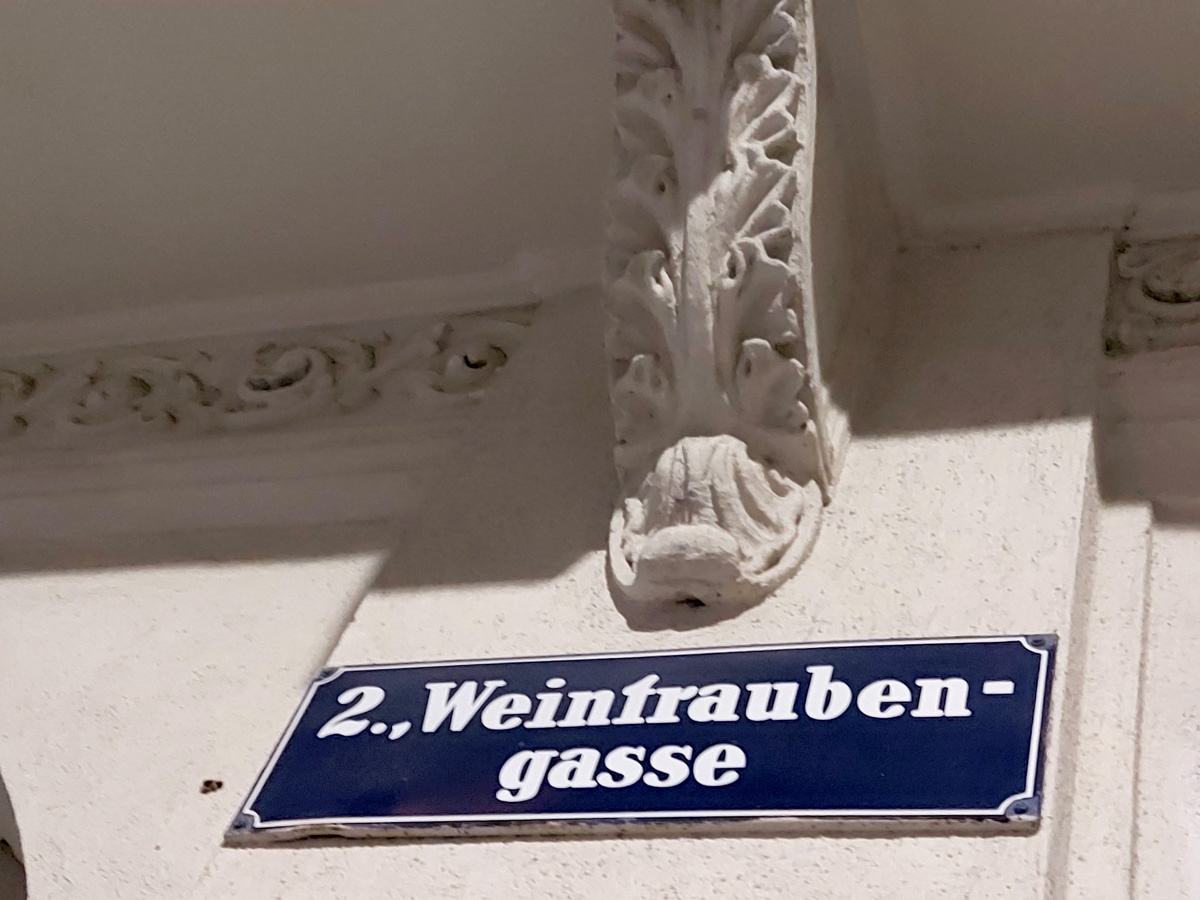 2., Weintrauben-
gasse